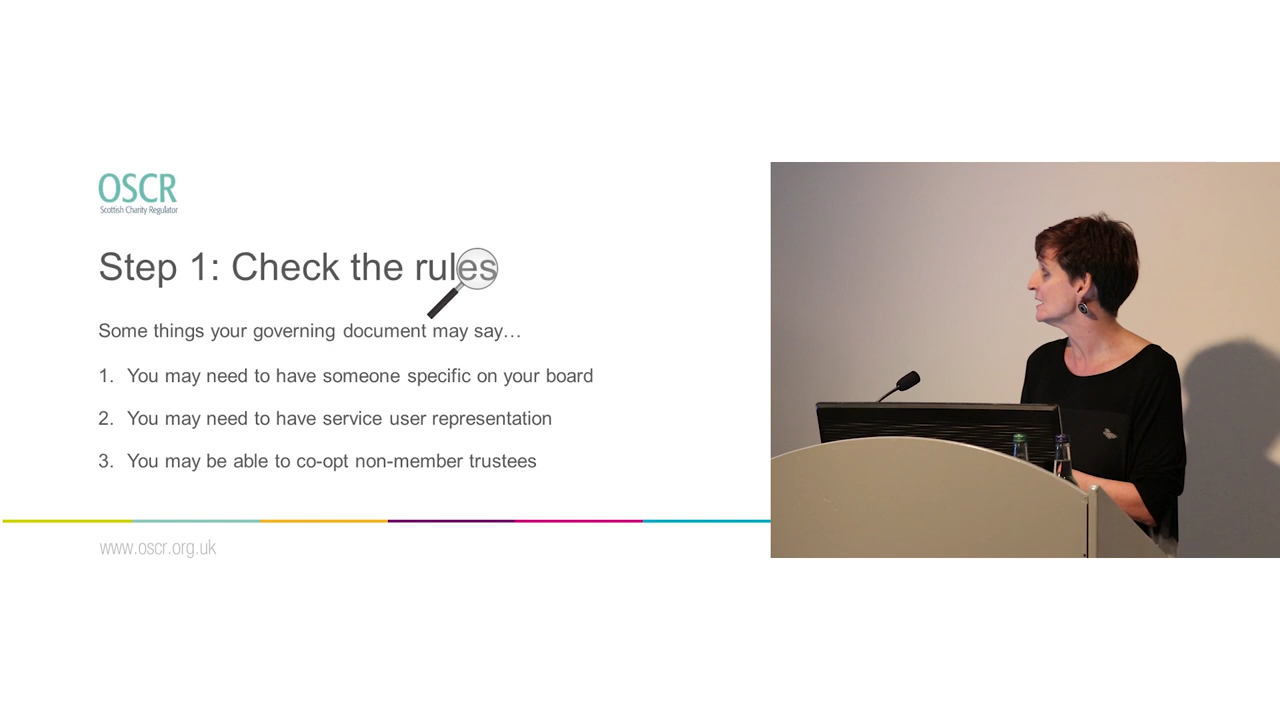 OSCR
Scottish Charity Regulator
Step 1: Check the rules
Some things your governing document may say…
1. You may need to have someone specific on your board
2. You may need to have service user representation
3. You may be able to co-opt non-member trustees
www.oscr.org.uk